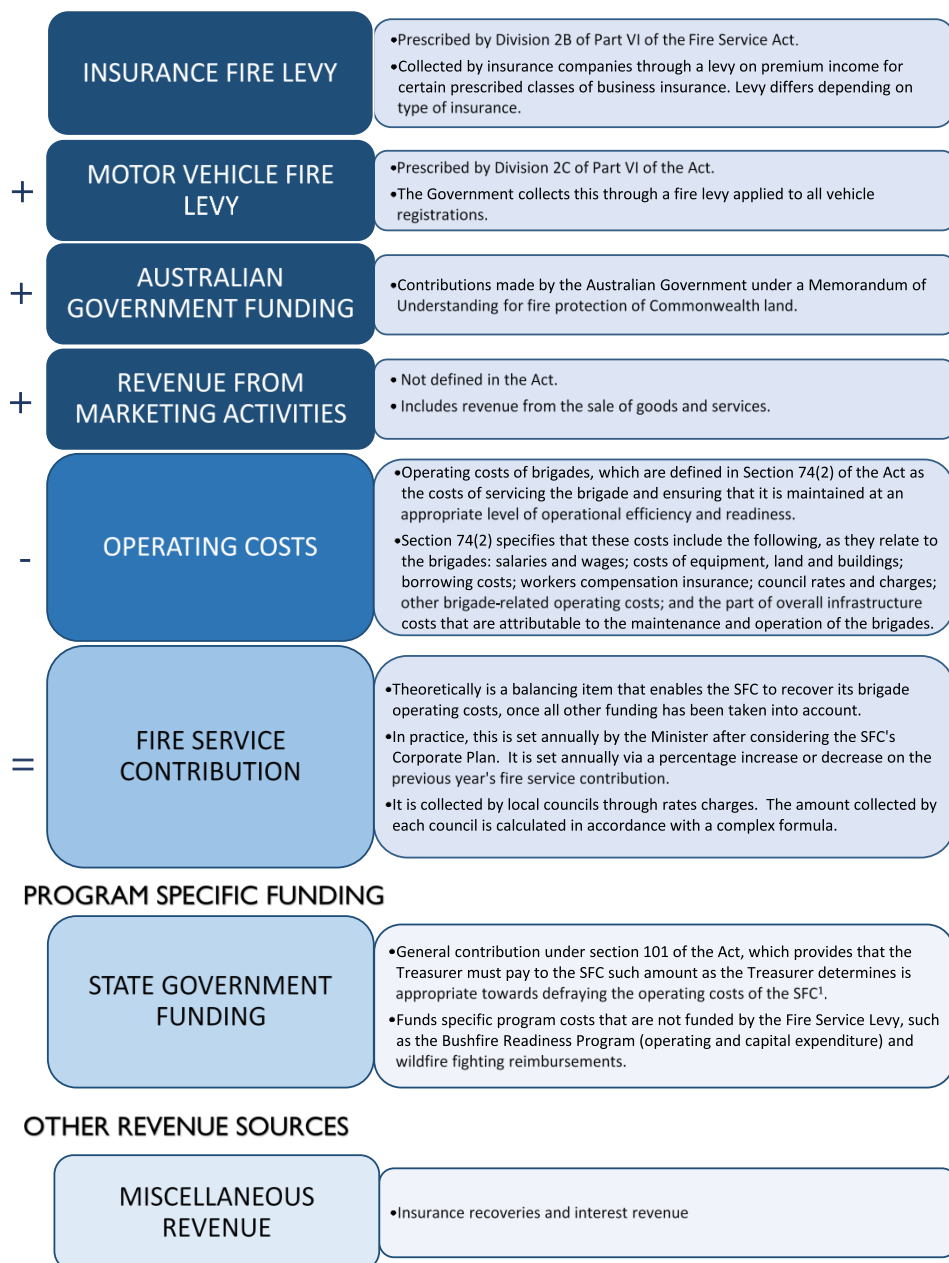 INSURANCE FIRE LEVY
•Prescribed by Division 2B of Part VI of the Fire Service Act.
•Collected by insurance companies through a levy on premium income for
certain prescribed classes of business insurance. Levy differs depending on
type of insurance.
+
MOTOR VEHICLE FIRE
LEVY
•Prescribed by Division 2C of Part VI of the Act.
•The Government collects this through a fire levy applied to all vehicle
registrations.
+
AUSTRALIAN
GOVERNMENT FUNDING
•Contributions made by the Australian Government under a Memorandum of
Understanding for fire protection of Commonwealth land.
+
REVENUE FROM
MARKETING ACTIVITIES
• Not defined in the Act.
• Includes revenue from the sale of goods and services.
-
OPERATING COSTS
•Operating costs of brigades, which are defined in Section 74(2) of the Act as
the costs of servicing the brigade and ensuring that it is maintained at an
appropriate level of operational efficiency and readiness.
•Section 74(2) specifies that these costs include the following, as they relate to
the brigades: salaries and wages; costs of equipment, land and buildings;
borrowing costs; workers compensation insurance; council rates and charges;
other brigade-related operating costs; and the part of overall infrastructure
costs that are attributable to the maintenance and operation of the brigades.
=
FIRE SERVICE
CONTRIBUTION
•Theoretically is a balancing item that enables the SFC to recover its brigade
operating costs, once all other funding has been taken into account.
•In practice, this is set annually by the Minister after considering the SFC's
Corporate Plan. It is set annually via a percentage increase or decrease on the
previous year's fire service contribution.
•It is collected by local councils through rates charges. The amount collected by
each council is calculated in accordance with a complex formula.
PROGRAM SPECIFIC FUNDING
STATE GOVERNMENT
FUNDING
•General contribution under section 101 of the Act, which provides that the
Treasurer must pay to the SFC such amount as the Treasurer determines is
appropriate towards defraying the operating costs of the SFC¹.
•Funds specific program costs that are not funded by the Fire Service Levy, such
as the Bushfire Readiness Program (operating and capital expenditure) and
wildfire fighting reimbursements.
OTHER REVENUE SOURCES
MISCELLANEOUS
REVENUE
•Insurance recoveries and interest revenue